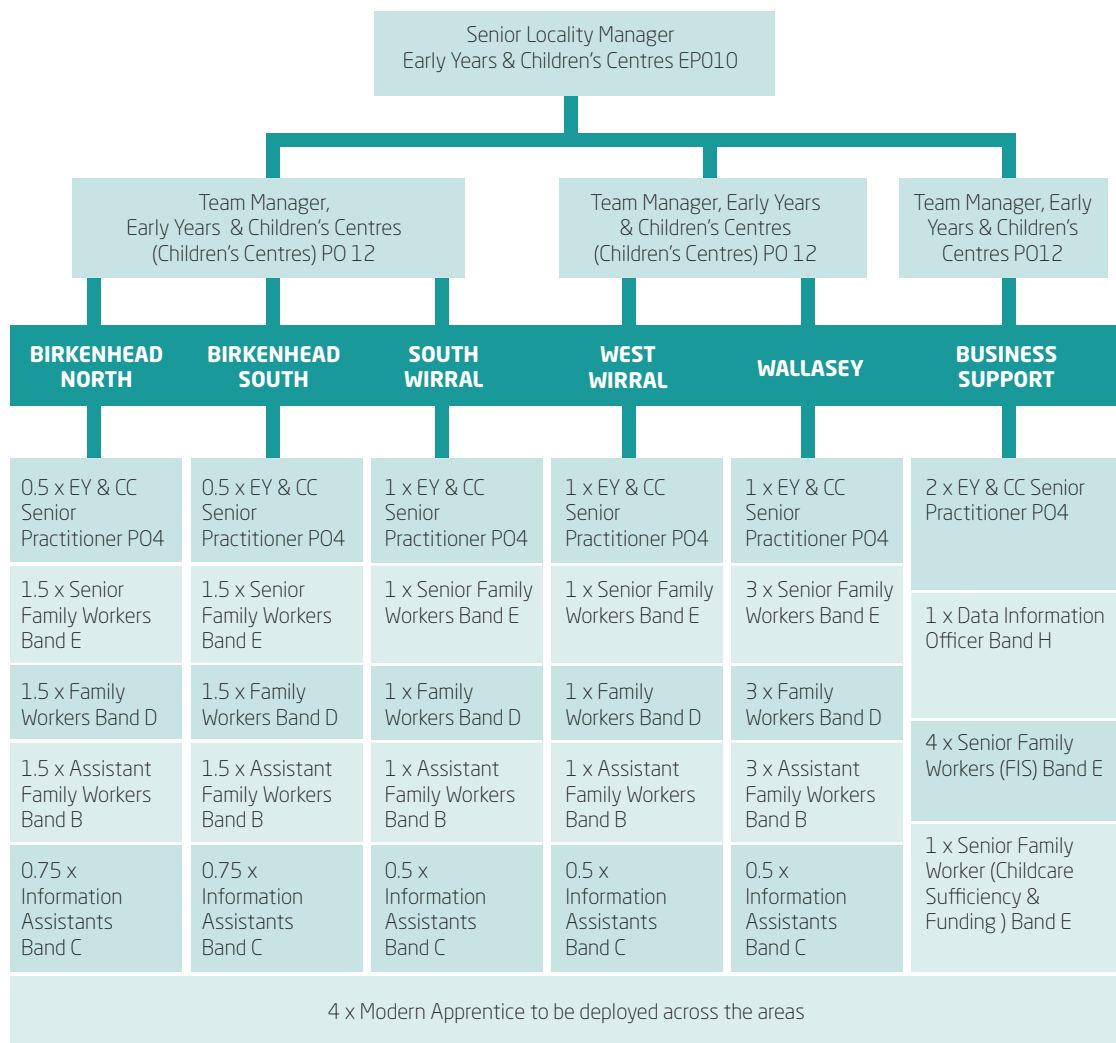 Senior Locality Manager
Early Years & Children's Centres EPO10
Team Manager,
Early Years & Children's Centres
(Children's Centres) PO 12
Team Manager, Early Years
& Children's Centres
(Children's Centres) PO 12
Team Manager, Early
Years & Children's
Centres PO12
BIRKENHEAD
NORTH
BIRKENHEAD
SOUTH
SOUTH
WIRRAL
WEST
WIRRAL
WALLASEY
BUSINESS
SUPPORT
0.5 x EY & CC
Senior
Practitioner PO4
1.5 x Senior
Family Workers
Band E
1.5 x Family
Workers Band D
1.5 x Assistant
Family Workers
Band B
0.75 x
Information
Assistants
Band C
0.5 x EY & CC
Senior
Practitioner PO4
1.5 x Senior
Family Workers
Band E
1.5 x Family
Workers Band D
1.5 x Assistant
Family Workers
Band B
0.75 x
Information
Assistants
Band C
1 x EY & CC
Senior
Practitioner PO4
1 x Senior Family
Workers Band E
1 x Family
Workers Band D
1 x Assistant
Family Workers
Band B
0.5 x
Information
Assistants
Band C
1 x EY & CC
Senior
Practitioner PO4
1 x Senior Family
Workers Band E
1 x Family
Workers Band D
1 x Assistant
Family Workers
Band B
0.5 x
Information
Assistants
Band C
1 x EY & CC
Senior
Practitioner PO4
3 x Senior Family
Workers Band E
3 x Family
Workers Band D
3 x Assistant
Family Workers
Band B
0.5 x
Information
Assistants
Band C
2 x EY & CC Senior
Practitioner PO4
1 x Data Information
Officer Band H
4 x Senior Family
Workers (FIS) Band E
1 x Senior Family
Worker (Childcare
Sufficiency &
Funding ) Band E
4 x Modern Apprentice to be deployed across the areas